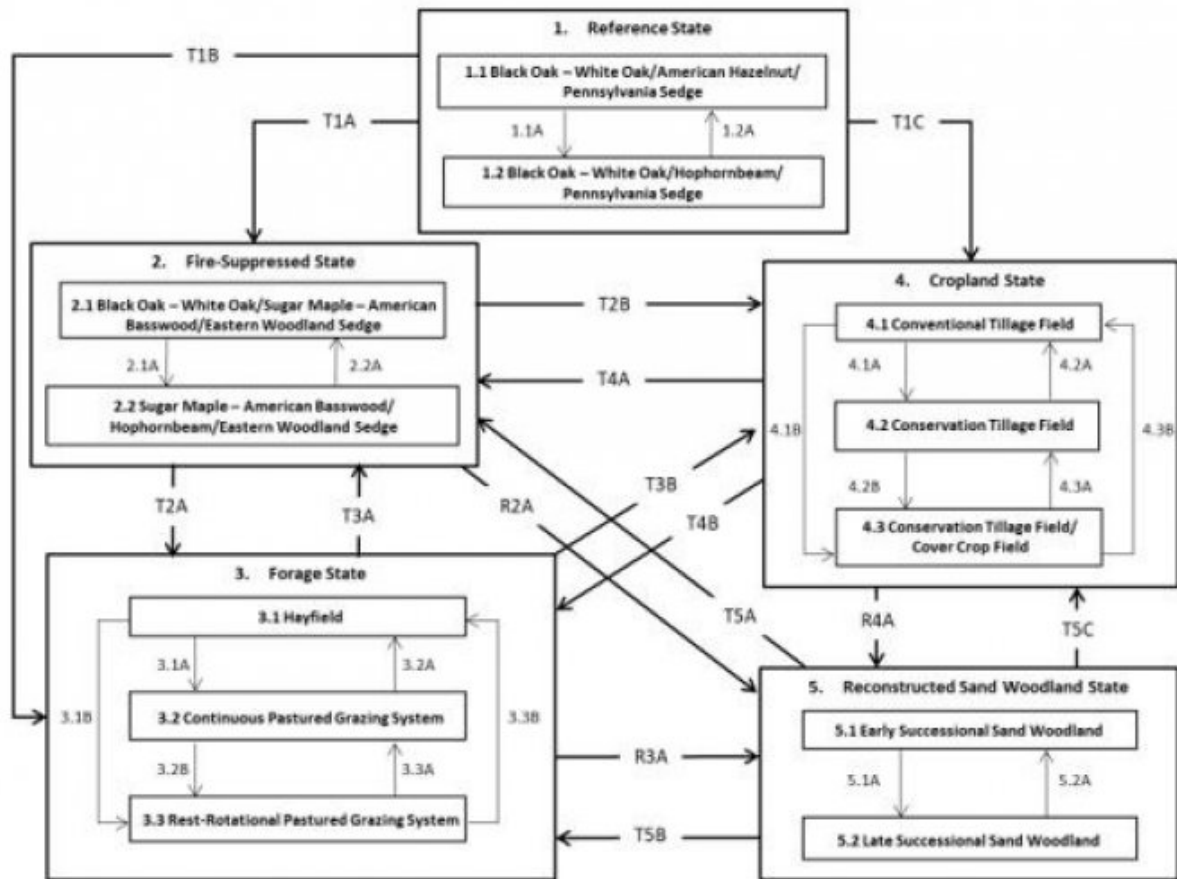 1. Reference State
T1B
1.1 Black Oak – White Oak/American Hazelnut/
Pennsylvania Sedge
T1A
1.1A
1.2A
T1C
1.2 Black Oak – White Oak/Hophornbeam/
Pennsylvania Sedge
2. Fire-Suppressed State
2.1 Black Oak – White Oak/Sugar Maple – American
Basswood/Eastern Woodland Sedge
2.1A
2.2A
2.2 Sugar Maple – American Basswood/
Hophornbeam/Eastern Woodland Sedge
T2B
T4A
4. Cropland State
4.1 Conventional Tillage Field
4.1A
4.2A
4.2 Conservation Tillage Field
4.1B
4.3B
4.2B
4.3A
4.3 Conservation Tillage Field/
Cover Crop Field
T2A
T3A
R2A
T3B
T4B
T5A
R4A
T5C
3. Forage State
3.1 Hayfield
3.1A
3.2A
3.2 Continuous Pastured Grazing System
3.1B
3.3B
3.2B
3.3A
3.3 Rest-Rotational Pastured Grazing System
R3A
T5B
5. Reconstructed Sand Woodland State
5.1 Early Successional Sand Woodland
5.1A
5.2A
5.2 Late Successional Sand Woodland